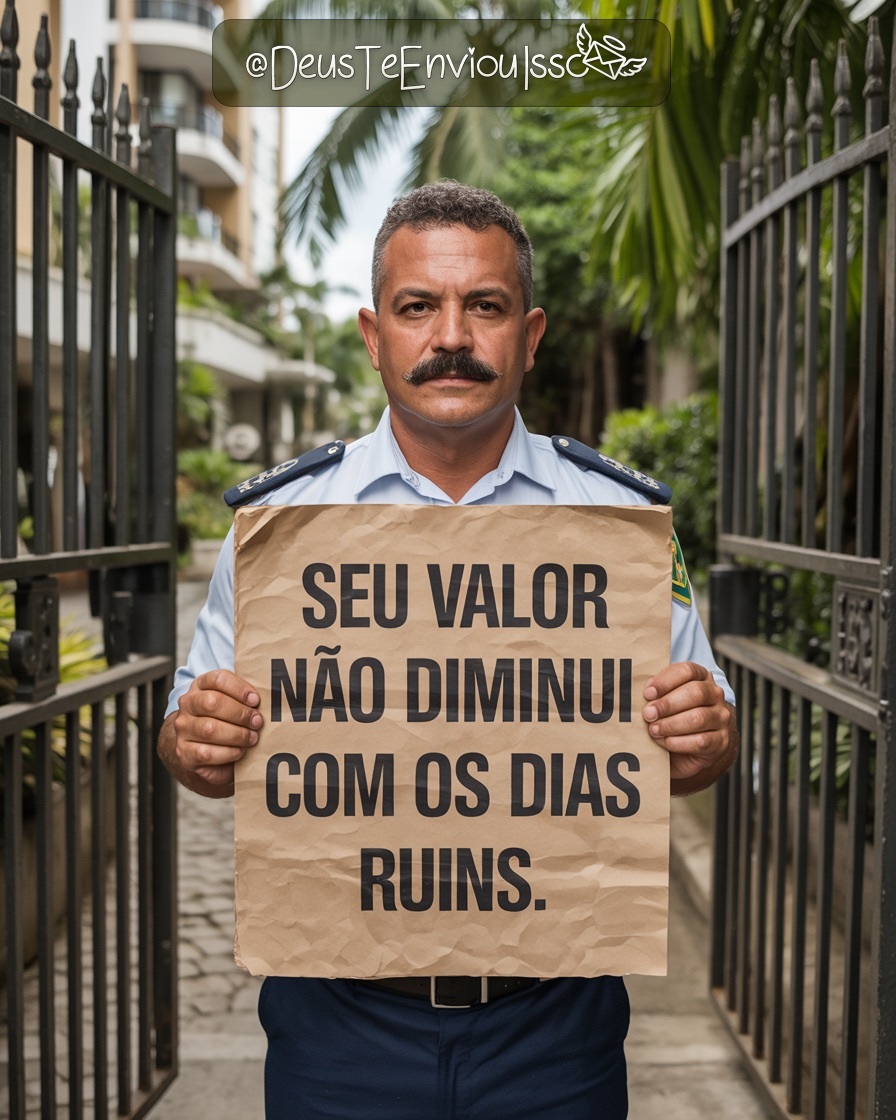 @DeusTeEnviouIsso
SEU VALOR
NÃO DIMINUI
COM OS DIAS
RUINS.